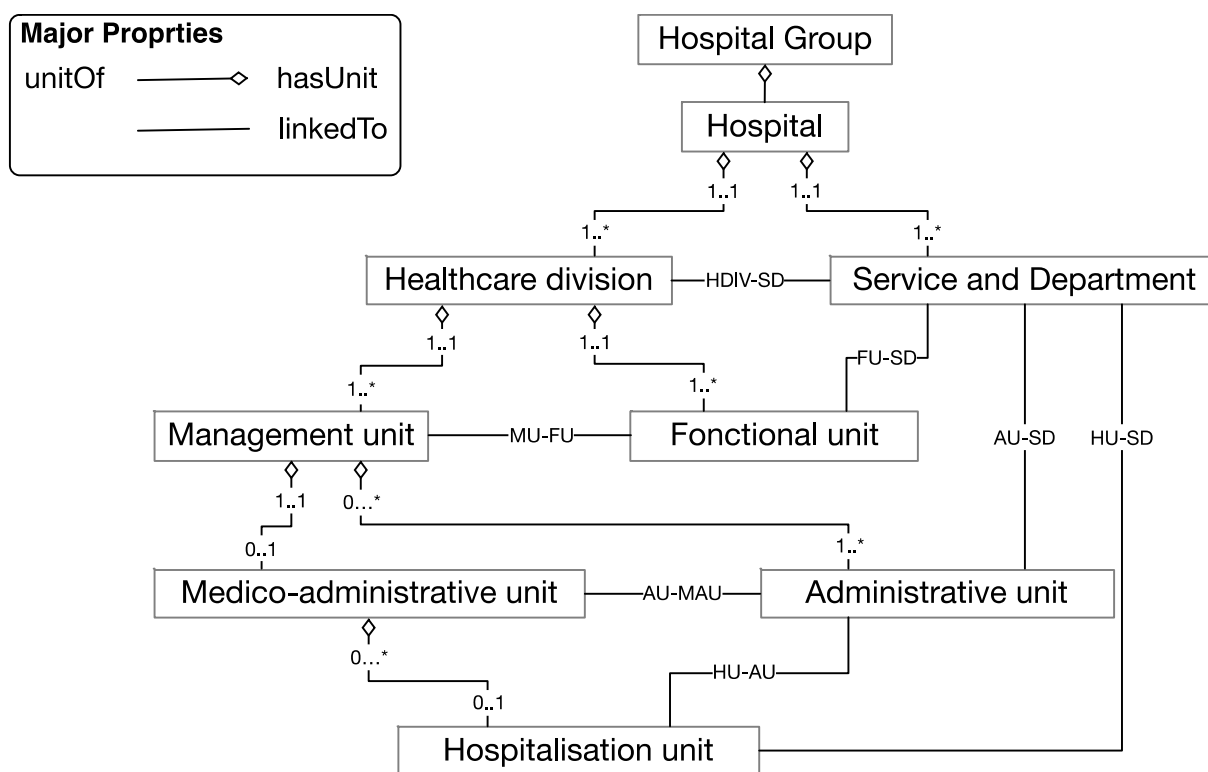 Major Proprties
unitOf hasUnit
linkedTo
Hospital Group
Hospital
1..1 1..1
1..* 1..*
Healthcare division HDIV-SD Service and Department
1..1 1..1
FU-SD
1..* 1..*
Management unit MU-FU Fonctional unit AU-SD HU-SD
1..1 0...*
0..1 1..*
Medico-administrative unit AU-MAU Administrative unit
0...*
HU-AU
0..1
Hospitalisation unit